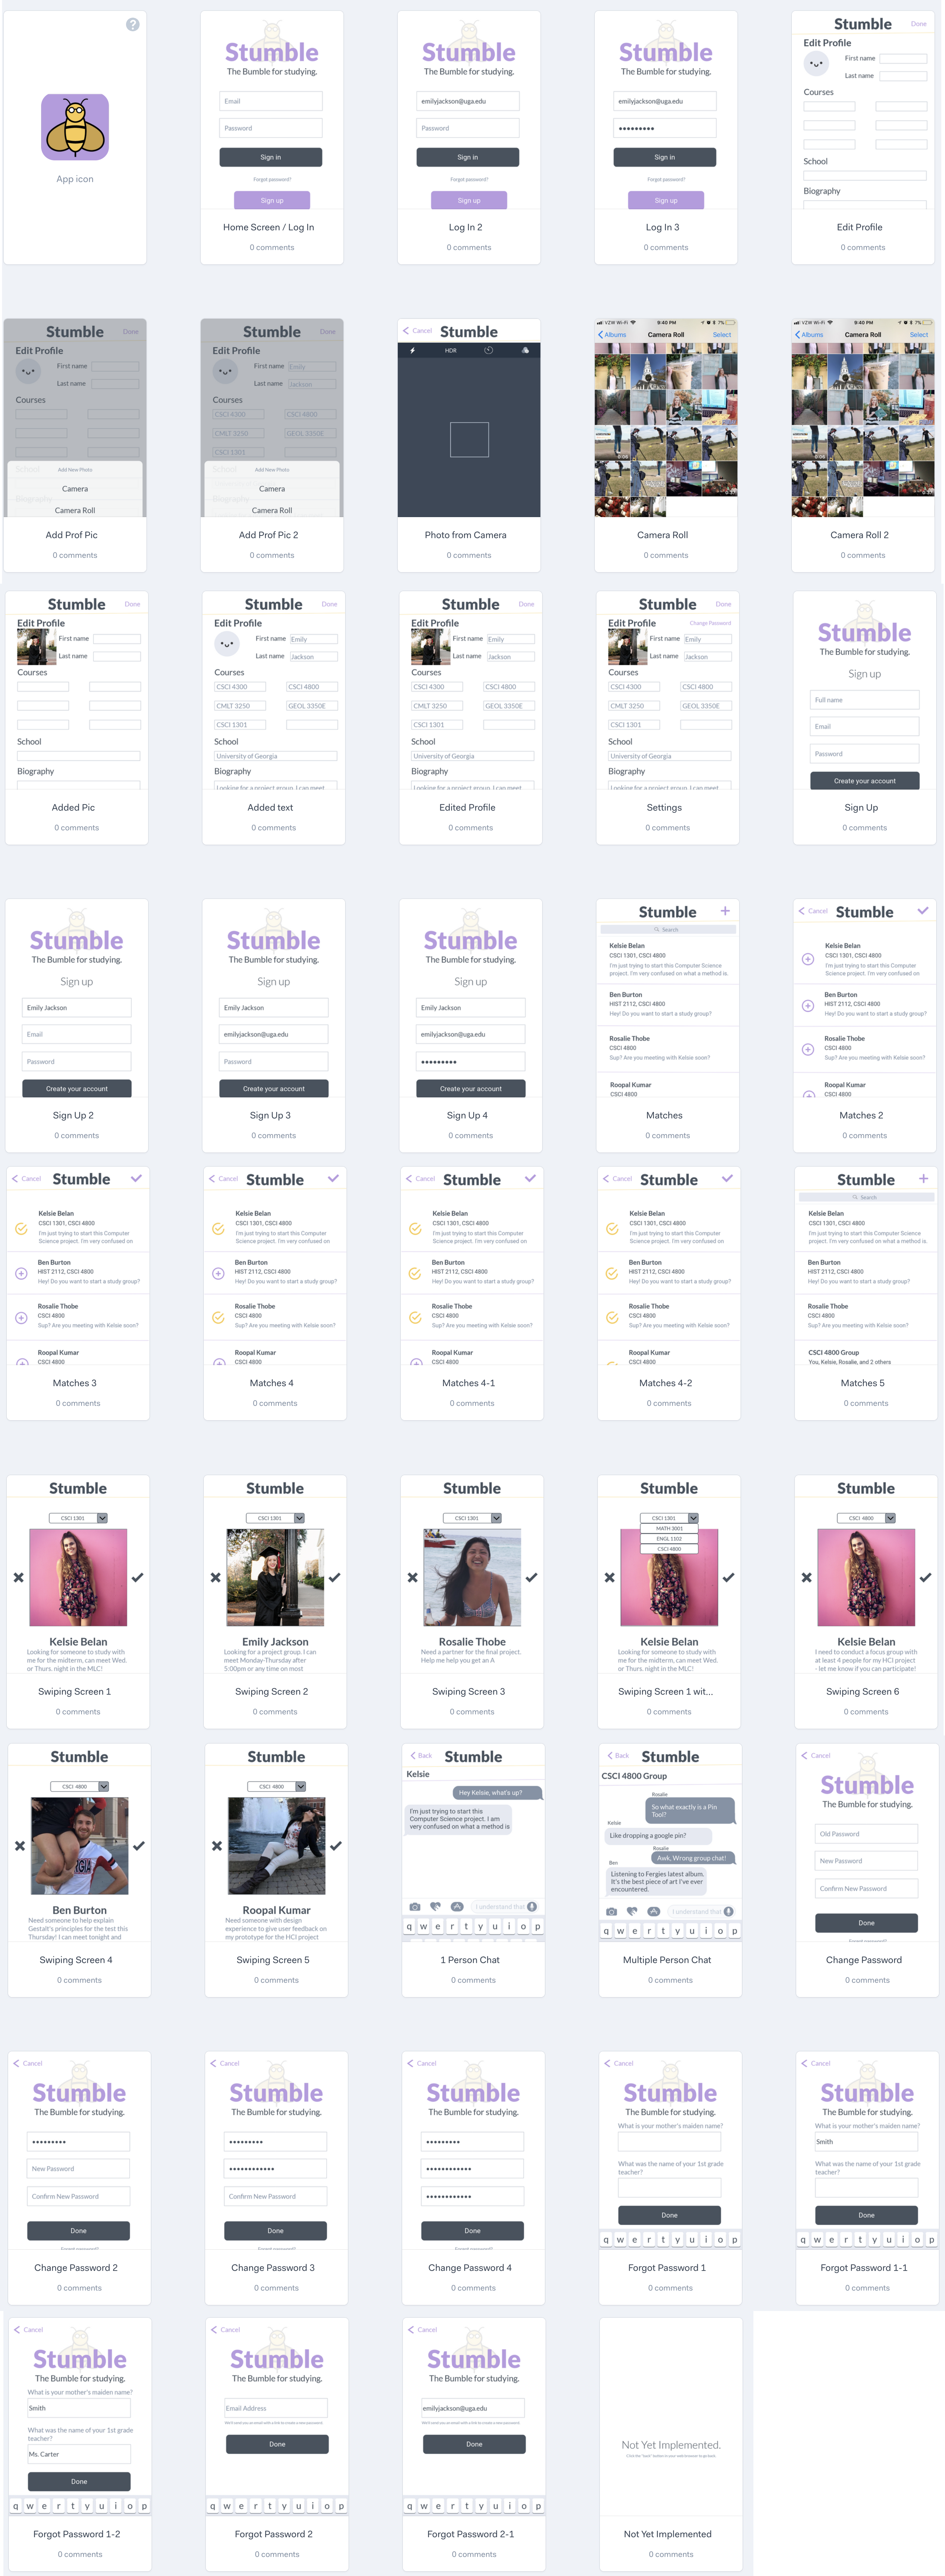 ?
App icon
Stumble
The Bumble for studying.
Email
Password
Sign in
Forgot password?
Sign up
Home Screen / Log In
0 comments
Stumble
The Bumble for studying.
emilyjackson@uga.edu
Password
Sign in
Forgot password?
Sign up
Log In 2
0 comments
Stumble
The Bumble for studying.
emilyjackson@uga.edu
•••••••••
Sign in
Forgot password?
Sign up
Log In 3
0 comments
Stumble
Done
Edit Profile
First name
Last name
Courses
School
Biography
Edit Profile
0 comments
Stumble
Done
Edit Profile
First name
Last name
Courses
School
Add New Photo
Biography
Camera
Camera Roll
Add Prof Pic
0 comments
Stumble
Done
Edit Profile
First name Emily
Last name Jackson
Courses
CSCI 4300 CSCI 4800
CMLT 3250 GEOL 3350E
CSCI 1301
Add New Photo
Camera
Camera Roll
Add Prof Pic 2
0 comments
Cancel Stumble
HDR
Photo from Camera
0 comments
VZW Wi-Fi 9:40 PM 7%
Albums Camera Roll Select
0:06
Camera Roll
0 comments
VZW Wi-Fi 9:40 PM 7%
Albums Camera Roll Select
0:06
Camera Roll 2
0 comments
Stumble Done
Edit Profile
First name
Last name
Courses
School
Biography
Added Pic
0 comments
Stumble Done
Edit Profile
First name Emily
Last name Jackson
Courses
CSCI 4300 CSCI 4800
CMLT 3250 GEOL 3350E
CSCI 1301
School
University of Georgia
Biography
Looking for a project group. I can meet
Added text
0 comments
Stumble Done
Edit Profile
First name Emily
Last name Jackson
Courses
CSCI 4300 CSCI 4800
CMLT 3250 GEOL 3350E
CSCI 1301
School
University of Georgia
Biography
Looking for a project group. I can meet
Edited Profile
0 comments
Stumble Done
Edit Profile Change Password
First name Emily
Last name Jackson
Courses
CSCI 4300 CSCI 4800
CMLT 3250 GEOL 3350E
CSCI 1301
School
University of Georgia
Biography
Looking for a project group. I can meet
Settings
0 comments
Stumble
The Bumble for studying.
Sign up
Full name
Email
Password
Create your account
Sign Up
0 comments
Stumble
The Bumble for studying.
Sign up
Emily Jackson
Email
Password
Create your account
Sign Up 2
0 comments
Stumble
The Bumble for studying.
Sign up
Emily Jackson
emilyjackson@uga.edu
Password
Create your account
Sign Up 3
0 comments
Stumble
The Bumble for studying.
Sign up
Emily Jackson
emilyjackson@uga.edu
•••••••••
Create your account
Sign Up 4
0 comments
Stumble +
Search
Kelsie Belan
CSCI 1301, CSCI 4800
I'm just trying to start this Computer
Science project. I'm very confused on what a method is.
Ben Burton
HIST 2112, CSCI 4800
Hey! Do you want to start a study group?
Rosalie Thobe
CSCI 4800
Sup? Are you meeting with Kelsie soon?
Roopal Kumar
CSCI 4800
Matches
0 comments
Cancel Stumble
Kelsie Belan
CSCI 1301, CSCI 4800
I'm just trying to start this Computer
Science project. I'm very confused on
Ben Burton
HIST 2112, CSCI 4800
Hey! Do you want to start a study group?
Rosalie Thobe
CSCI 4800
Sup? Are you meeting with Kelsie soon?
Roopal Kumar
CSCI 4800
Matches 2
0 comments
Cancel Stumble
Kelsie Belan
CSCI 1301, CSCI 4800
I'm just trying to start this Computer
Science project. I'm very confused on
Ben Burton
HIST 2112, CSCI 4800
Hey! Do you want to start a study group?
Rosalie Thobe
CSCI 4800
Sup? Are you meeting with Kelsie soon?
Roopal Kumar
CSCI 4800
Matches 3
0 comments
Cancel Stumble
Kelsie Belan
CSCI 1301, CSCI 4800
I'm just trying to start this Computer
Science project. I'm very confused on
Ben Burton
HIST 2112, CSCI 4800
Hey! Do you want to start a study group?
Rosalie Thobe
CSCI 4800
Sup? Are you meeting with Kelsie soon?
Roopal Kumar
CSCI 4800
Matches 4
0 comments
Cancel Stumble
Kelsie Belan
CSCI 1301, CSCI 4800
I'm just trying to start this Computer
Science project. I'm very confused on
Ben Burton
HIST 2112, CSCI 4800
Hey! Do you want to start a study group?
Rosalie Thobe
CSCI 4800
Sup? Are you meeting with Kelsie soon?
Roopal Kumar
CSCI 4800
Matches 4-1
0 comments
Cancel Stumble
Kelsie Belan
CSCI 1301, CSCI 4800
I'm just trying to start this Computer
Science project. I'm very confused on
Ben Burton
HIST 2112, CSCI 4800
Hey! Do you want to start a study group?
Rosalie Thobe
CSCI 4800
Sup? Are you meeting with Kelsie soon?
Roopal Kumar
CSCI 4800
Matches 4-2
0 comments
Stumble +
Search
Kelsie Belan
CSCI 1301, CSCI 4800
I'm just trying to start this Computer
Science project. I'm very confused on what a method is.
Ben Burton
HIST 2112, CSCI 4800
Hey! Do you want to start a study group?
Rosalie Thobe
CSCI 4800
Sup? Are you meeting with Kelsie soon?
CSCI 4800 Group
You, Kelsie, Rosalie, and 2 others
Matches 5
0 comments
Stumble
CSCI 1301
Kelsie Belan
Looking for someone to study with
me for the midterm, can meet Wed.
or Thurs. night in the MLC!
Swiping Screen 1
0 comments
Stumble
CSCI 1301
Emily Jackson
Looking for a project group. I can
meet Monday-Thursday after
5:00pm or any time on most
Swiping Screen 2
0 comments
Stumble
CSCI 1301
Rosalie Thobe
Need a partner for the final project.
Help me help you get an A
Swiping Screen 3
0 comments
Stumble
CSCI 1301
MATH 3001
ENGL 1102
CSCI 4800
Kelsie Belan
Looking for someone to study with
me for the midterm, can meet Wed.
or Thurs. night in the MLC!
Swiping Screen 1 wit...
0 comments
Stumble
CSCI 4800
Kelsie Belan
I need to conduct a focus group with
at least 4 people for my HCI project
- let me know if you can participate!
Swiping Screen 6
0 comments
Stumble
CSCI 4800
Ben Burton
Need someone to help explain
Gestalt's principles for the test this
Thursday! I can meet tonight and
Swiping Screen 4
0 comments
Stumble
CSCI 4800
Roopal Kumar
Need someone with design
experience to give user feedback on
my prototype for the HCI project
Swiping Screen 5
0 comments
Back Stumble
Kelsie
Hey Kelsie, what's up?
I'm just trying to start this
Computer Science project. I am
very confused on what a method is
I understand that
q w e r t y u i o p
1 Person Chat
0 comments
Back Stumble
CSCI 4800 Group
Rosalie
So what exactly is a Pin
Tool?
Kelsie
Like dropping a google pin?
Rosalie
Awk, Wrong group chat!
Ben
Listening to Fergies latest album.
It's the best piece of art I've ever
encountered.
I understand that
q w e r t y u i o p
Multiple Person Chat
0 comments
Cancel
Stumble
The Bumble for studying.
Old Password
New Password
Confirm New Password
Done
Forgot password?
Change Password
0 comments
Cancel
Stumble
The Bumble for studying.
•••••••••
New Password
Confirm New Password
Done
Forgot password?
Change Password 2
0 comments
Cancel
Stumble
The Bumble for studying.
•••••••••
••••••••••••
Confirm New Password
Done
Forgot password?
Change Password 3
0 comments
Cancel
Stumble
The Bumble for studying.
•••••••••
••••••••••••
••••••••••••
Done
Forgot password?
Change Password 4
0 comments
Cancel
Stumble
The Bumble for studying.
What is your mother's maiden name?
What was the name of your 1st grade
teacher?
Done
q w e r t y u i o p
Forgot Password 1
0 comments
Cancel
Stumble
The Bumble for studying.
What is your mother's maiden name?
Smith
What was the name of your 1st grade
teacher?
Done
q w e r t y u i o p
Forgot Password 1-1
0 comments
Cancel
Stumble
The Bumble for studying.
What is your mother's maiden name?
Smith
What was the name of your 1st grade
teacher?
Ms. Carter
Done
q w e r t y u i o p
Forgot Password 1-2
0 comments
Cancel
Stumble
The Bumble for studying.
Email Address
We'll send you an email with a link to create a new password.
Done
q w e r t y u i o p
Forgot Password 2
0 comments
Cancel
Stumble
The Bumble for studying.
emilyjackson@uga.edu
We'll send you an email with a link to create a new password.
Done
q w e r t y u i o p
Forgot Password 2-1
0 comments
Not Yet Implemented.
Click the "back" button in your web browser to go back.
Not Yet Implemented
0 comments